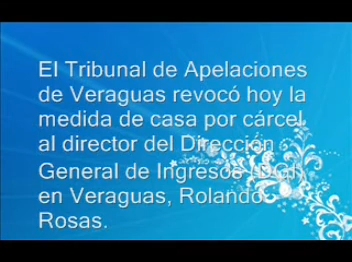 El Tribunal de Apelaciones
de Veraguas revocó hoy la
medida de casa por cárcel
al director del Dirección
General de Ingresos (DGI)
en Veraguas, Rolando
Rosas.